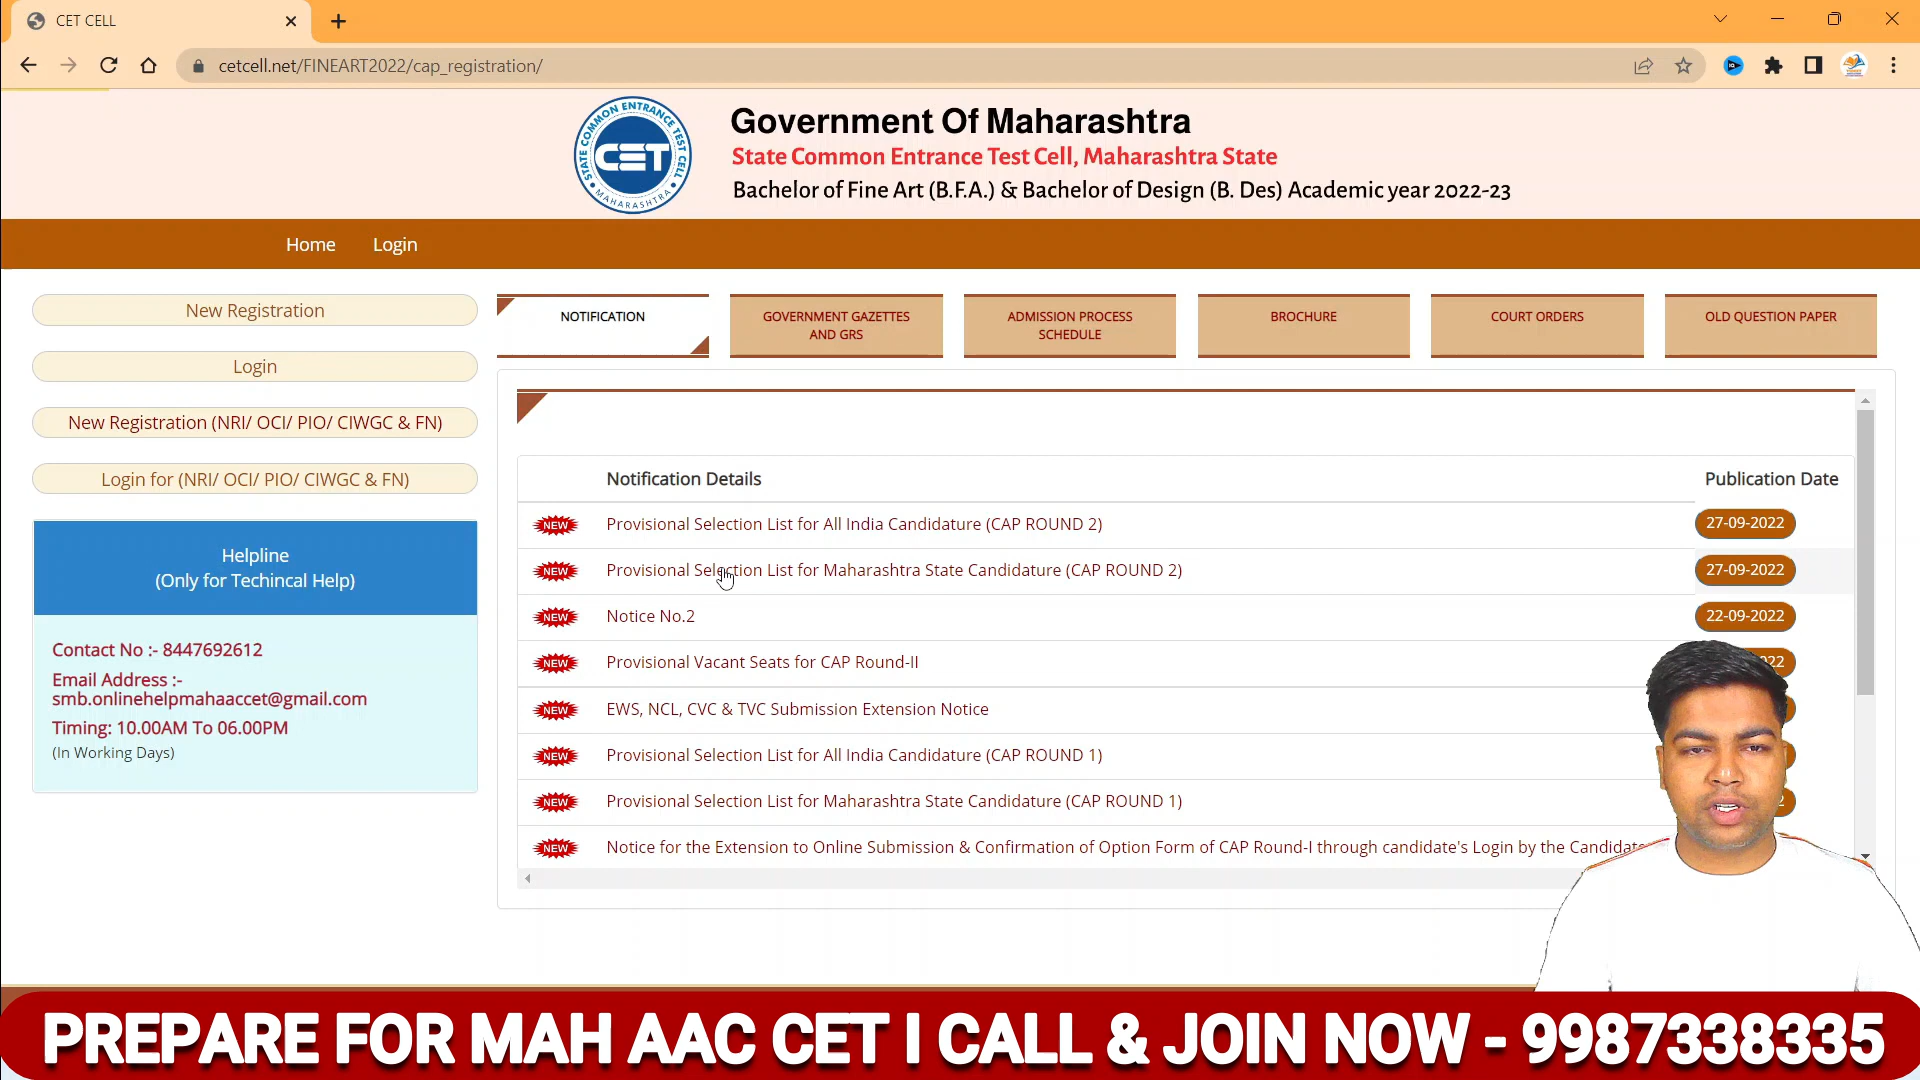 CET CELL
cetcell.net/FINEART2022/cap_registration/
STATE COMMON ENTRANCE TEST CELL
CET
MAHARASHTRA
Government Of Maharashtra
State Common Entrance Test Cell, Maharashtra State
Bachelor of Fine Art (B.F.A.) & Bachelor of Design (B. Des) Academic year 2022-23
Home Login
New Registration
Login
New Registration (NRI/ OCI/ PIO/ CIWGC & FN)
Login for (NRI/ OCI/ PIO/ CIWGC & FN)
Helpline
(Only for Techincal Help)
Contact No :- 8447692612
Email Address :-
smb.onlinehelpmahaaccet@gmail.com
Timing: 10.00AM To 06.00PM
(In Working Days)
NOTIFICATION
GOVERNMENT GAZETTES
AND GRS
ADMISSION PROCESS
SCHEDULE
BROCHURE
COURT ORDERS
OLD QUESTION PAPER
Notification Details Publication Date
NEW Provisional Selection List for All India Candidature (CAP ROUND 2) 27-09-2022
NEW Provisional Selection List for Maharashtra State Candidature (CAP ROUND 2) 27-09-2022
NEW Notice No.2 22-09-2022
NEW Provisional Vacant Seats for CAP Round-II
NEW EWS, NCL, CVC & TVC Submission Extension Notice
NEW Provisional Selection List for All India Candidature (CAP ROUND 1)
NEW Provisional Selection List for Maharashtra State Candidature (CAP ROUND 1)
NEW Notice for the Extension to Online Submission & Confirmation of Option Form of CAP Round-I through candidate's Login by the Candidate
PREPARE FOR MAH AAC CET I CALL & JOIN NOW - 9987338335